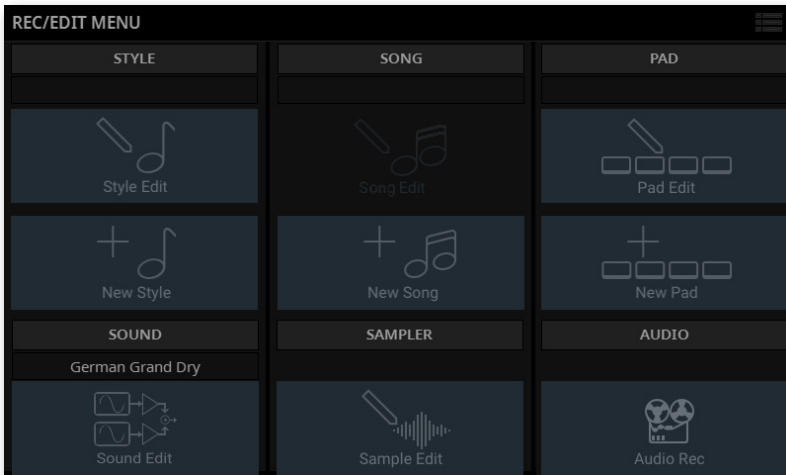 REC/EDIT MENU
STYLE
SONG
PAD
Style Edit
Song Edit
Pad Edit
New Style
New Song
New Pad
SOUND
SAMPLER
AUDIO
German Grand Dry
Sound Edit
Sample Edit
Audio Rec